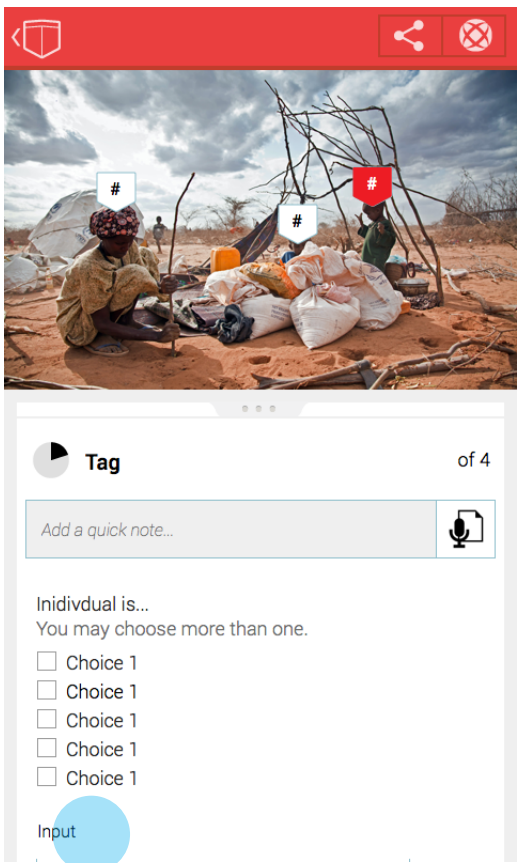 #
#
#
Tag
of 4
Add a quick note...
Inidivdual is...
You may choose more than one.
Choice 1
Choice 1
Choice 1
Choice 1
Choice 1
Input